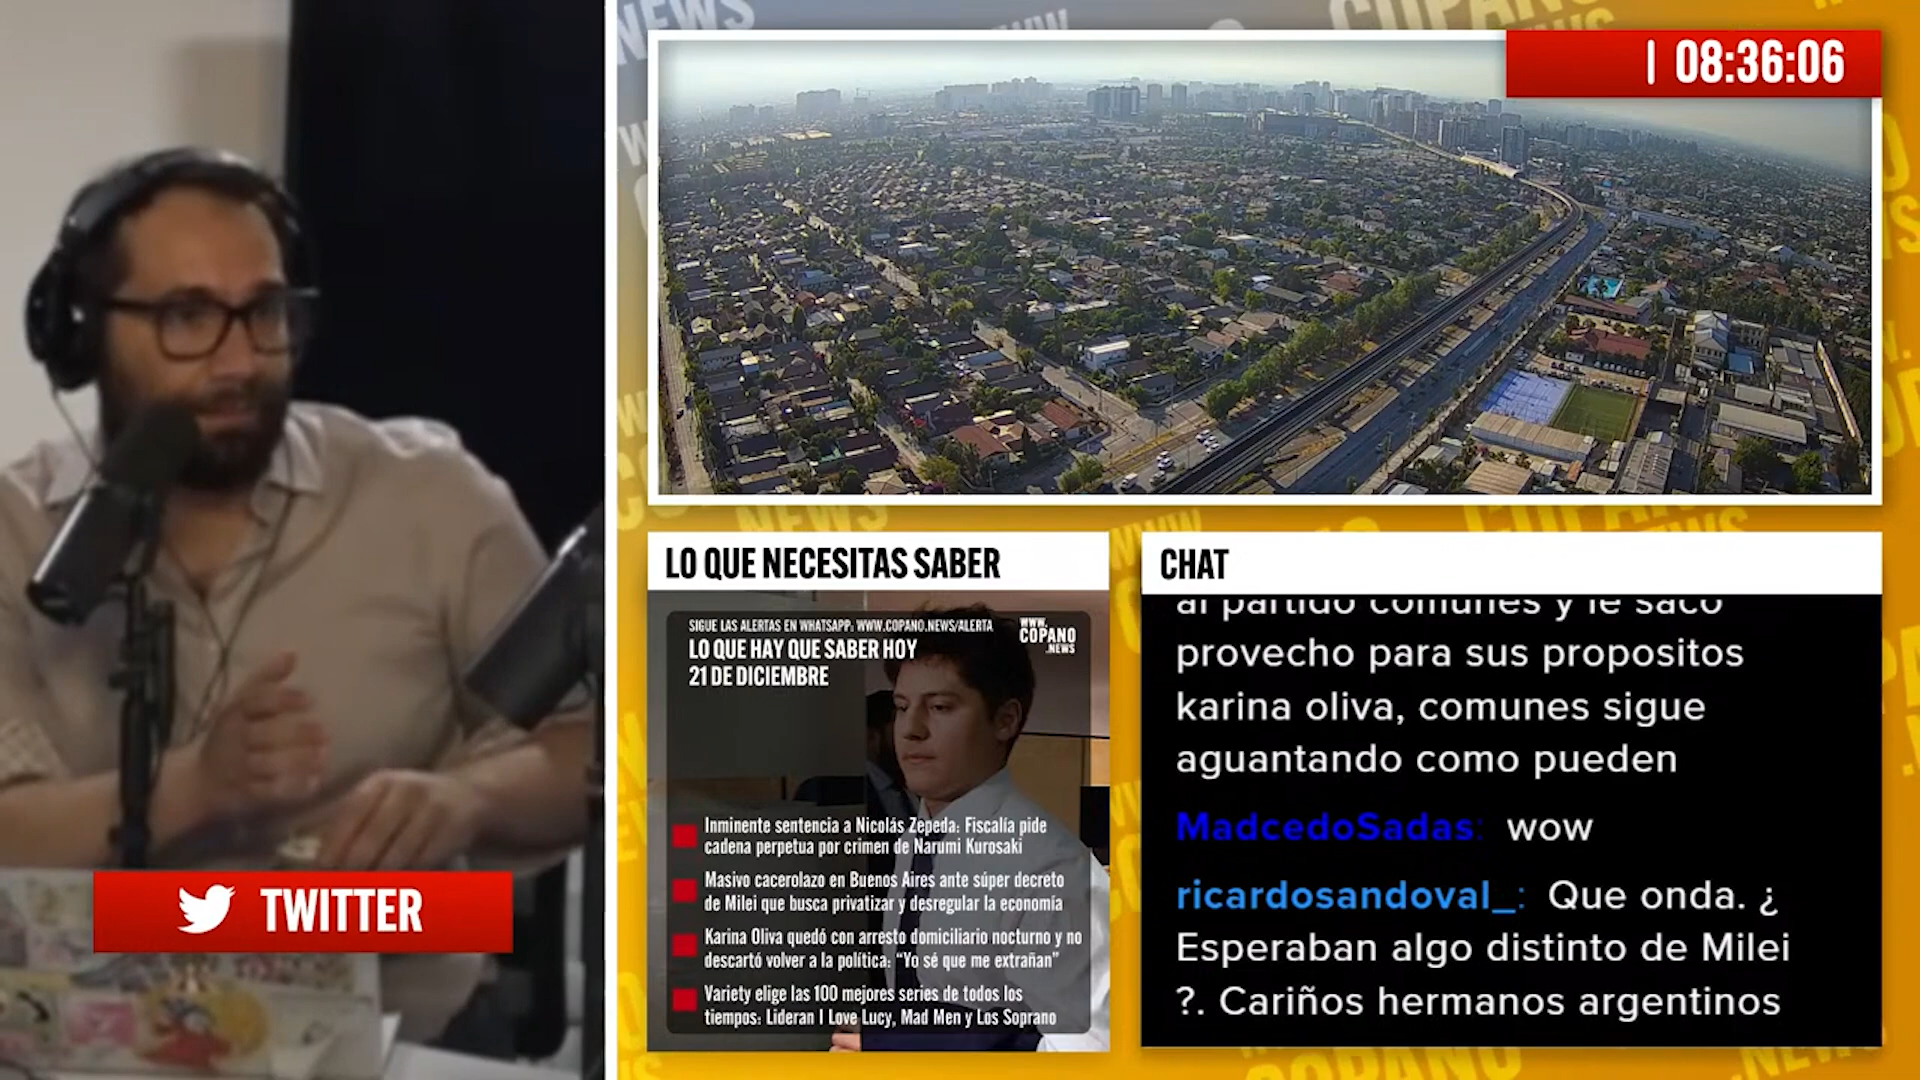 | 08:36:06
LO QUE NECESITAS SABER
SIGUE LAS ALERTAS EN WHATSAPP: WWW.COPANO.NEWS/ALERTA
WWW.
COPANO
.NEWS
LO QUE HAY QUE SABER HOY
21 DE DICIEMBRE
Inminente sentencia a Nicolás Zepeda: Fiscalía pide
cadena perpetua por crimen de Narumi Kurosaki
Masivo cacerolazo en Buenos Aires ante súper decreto
de Milei que busca privatizar y desregular la economía
Karina Oliva quedó con arresto domiciliario nocturno y no
descartó volver a la política: “Yo sé que me extrañan”
Variety elige las 100 mejores series de todos los
tiempos: Lideran I Love Lucy, Mad Men y Los Soprano
CHAT
al partido comunes y le saco
provecho para sus propositos
karina oliva, comunes sigue
aguantando como pueden
MadcedoSadas: wow
ricardosandoval_: Que onda. ¿
Esperaban algo distinto de Milei
?. Cariños hermanos argentinos
TWITTER